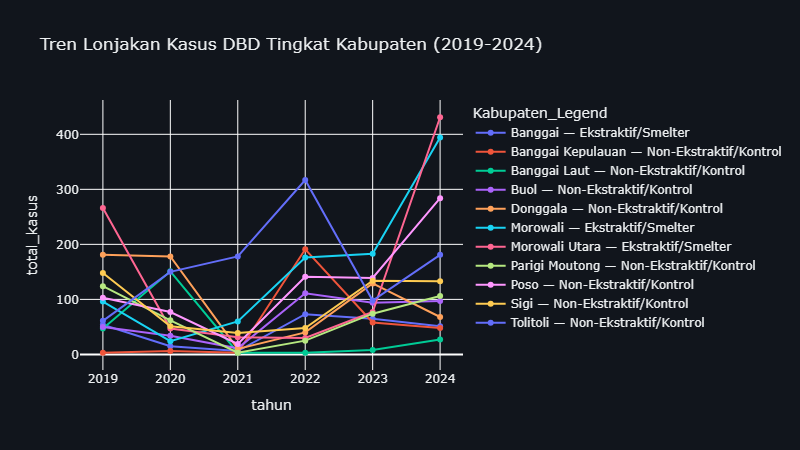 Tren Lonjakan Kasus DBD Tingkat Kabupaten (2019-2024)
Kabupaten_Legend
Banggai — Ekstraktif/Smelter
Banggai Kepulauan — Non-Ekstraktif/Kontrol
Banggai Laut — Non-Ekstraktif/Kontrol
Buol — Non-Ekstraktif/Kontrol
Donggala — Non-Ekstraktif/Kontrol
Morowali — Ekstraktif/Smelter
Morowali Utara — Ekstraktif/Smelter
Parigi Moutong — Non-Ekstraktif/Kontrol
Poso — Non-Ekstraktif/Kontrol
Sigi — Non-Ekstraktif/Kontrol
Tolitoli — Non-Ekstraktif/Kontrol
total_kasus
400
300
200
100
0
2019 2020 2021 2022 2023 2024
tahun